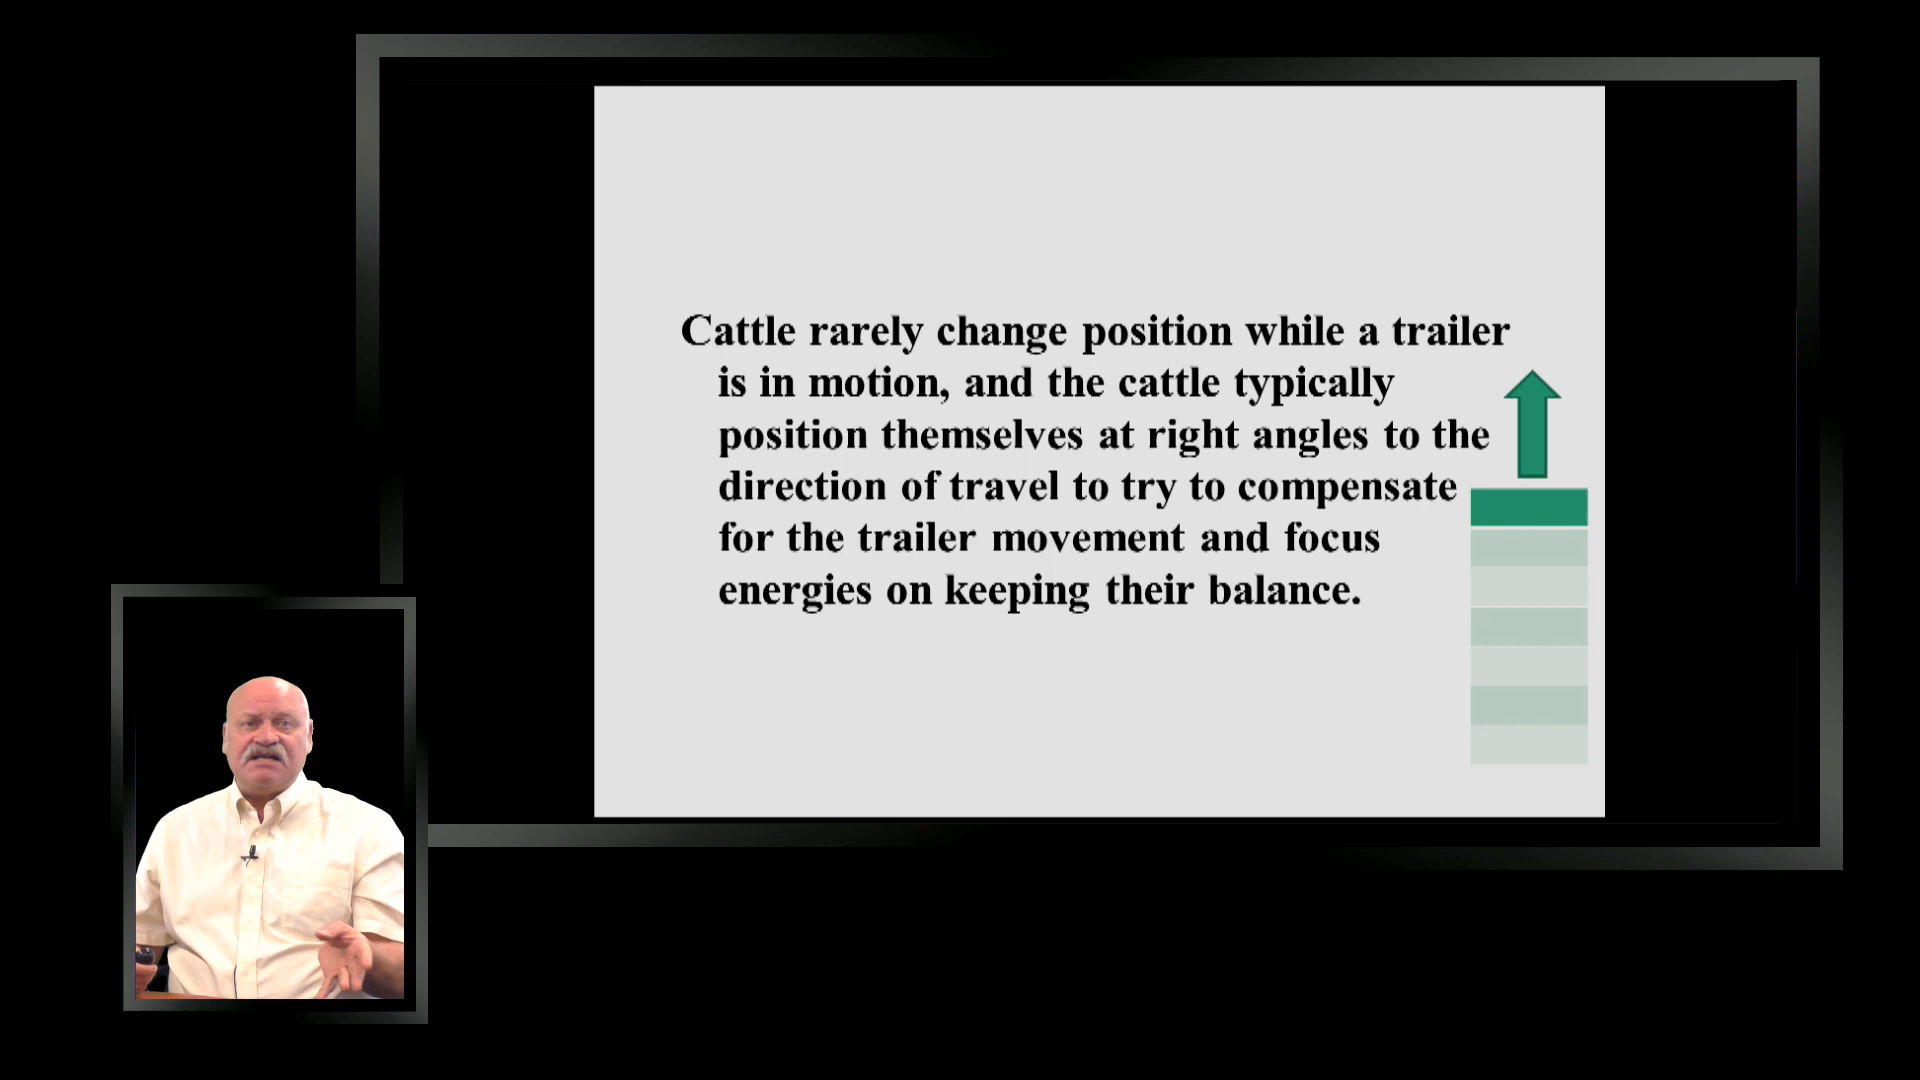 Cattle rarely change position while a trailer
is in motion, and the cattle typically
position themselves at right angles to the
direction of travel to try to compensate
for the trailer movement and focus
energies on keeping their balance.